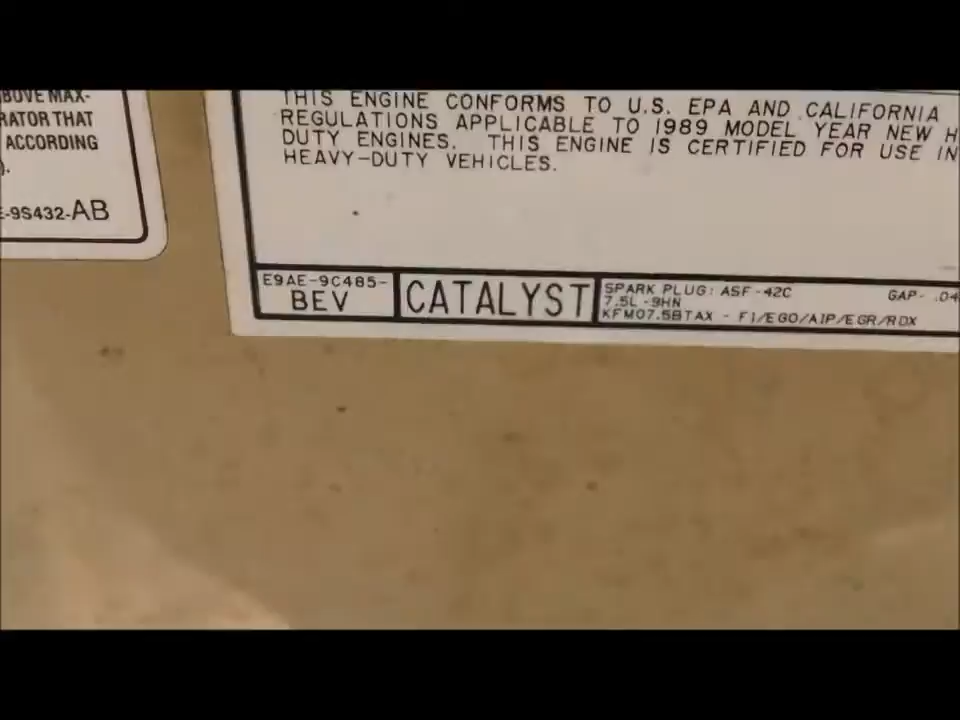 BOVE MAX-
RATOR THAT
ACCORDING
).
E-9S432-AB
THIS ENGINE CONFORMS TO U.S. EPA AND CALIFORNIA
REGULATIONS APPLICABLE TO 1989 MODEL YEAR NEW H
DUTY ENGINES. THIS ENGINE IS CERTIFIED FOR USE IN
HEAVY-DUTY VEHICLES.
E9AE-9C485-
BEV
CATALYST
SPARK PLUG: ASF-42C GAP- .04
7.5L -9HN
KFM07.5BTAX - FI/EGO/AIP/EGR/RDX